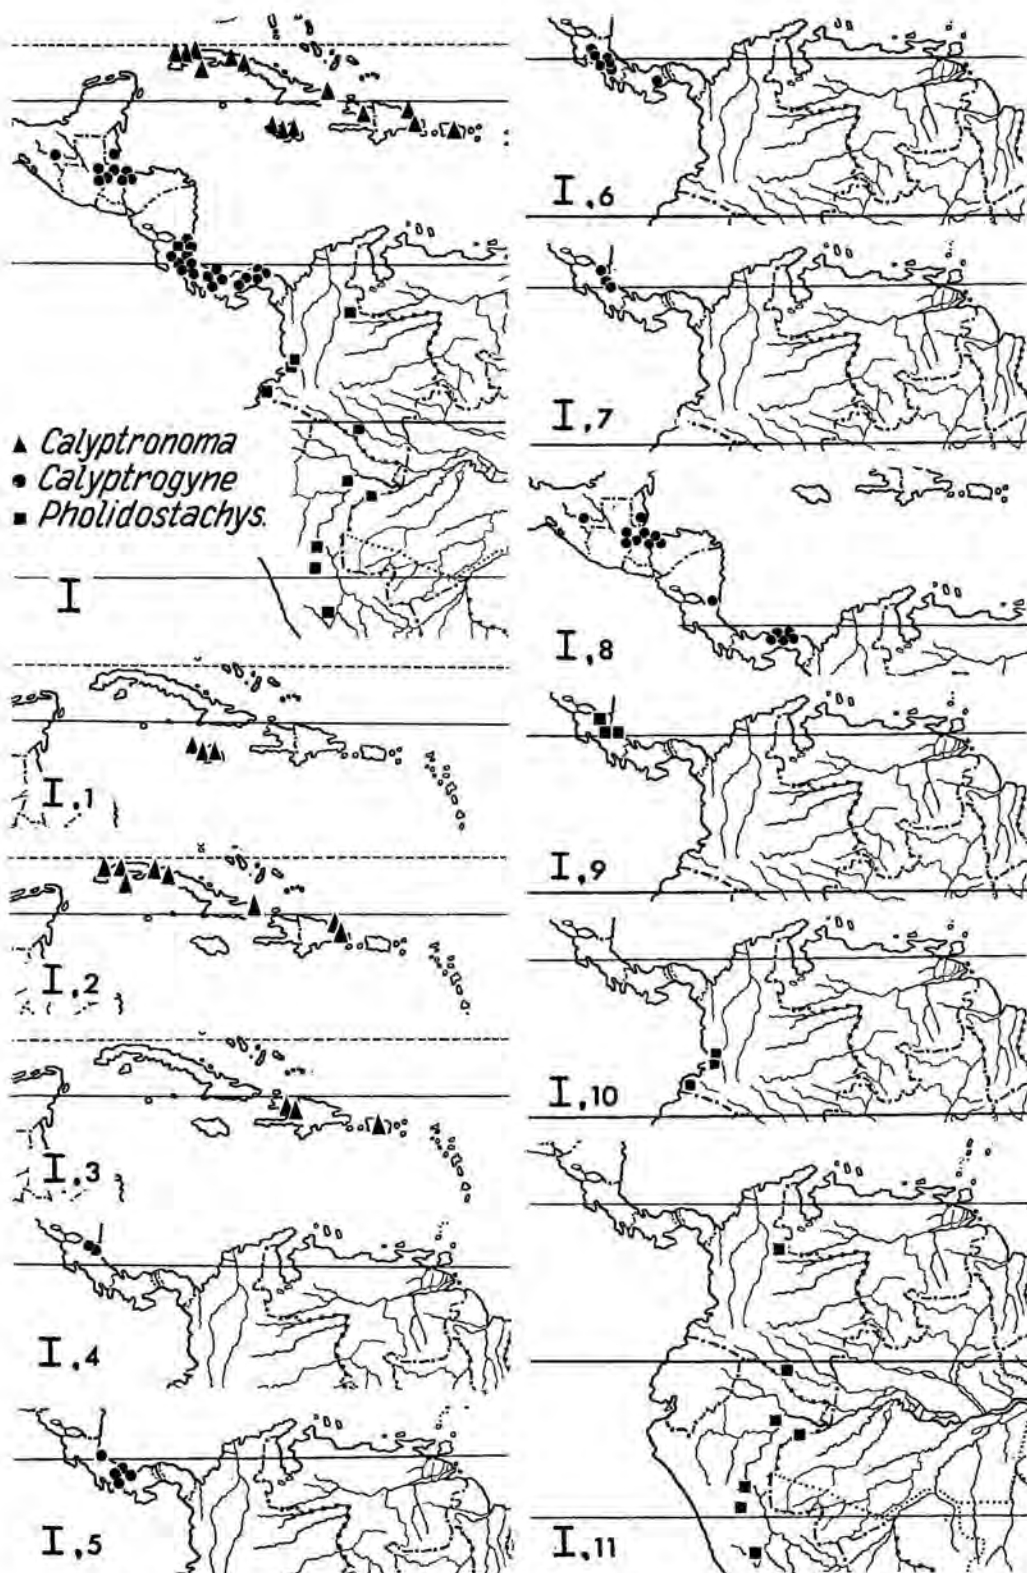 ▲ Calyptronoma
● Calyptrogyne
■ Pholidostachys.
I
I,1
I,2
I,3
I,4
I,5
I,6
I,7
I,8
I,9
I,10
I,11